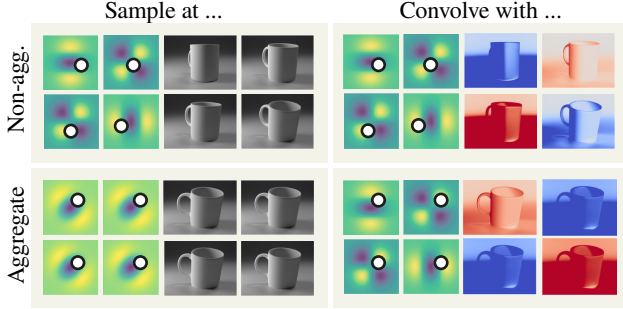 Sample at ...
Convolve with ...
Non-agg.
Aggregate